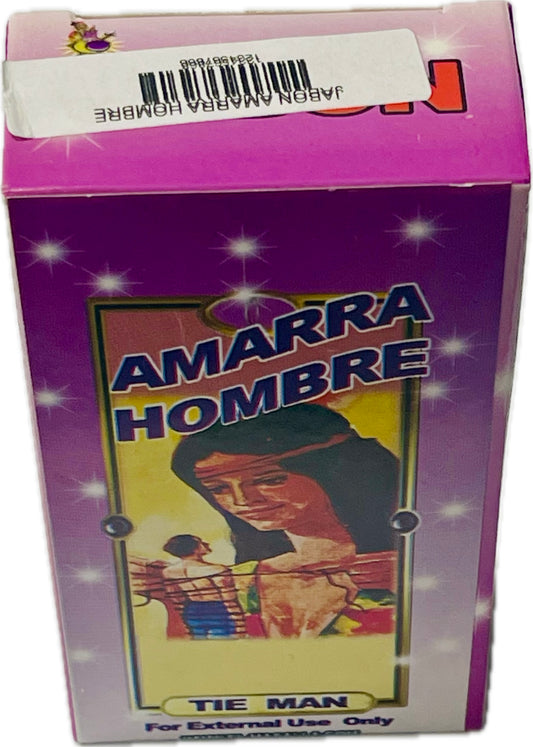 JABON AMARRA HOMBRE
AMARRA
HOMBRE
TIE MAN
For External Use Only